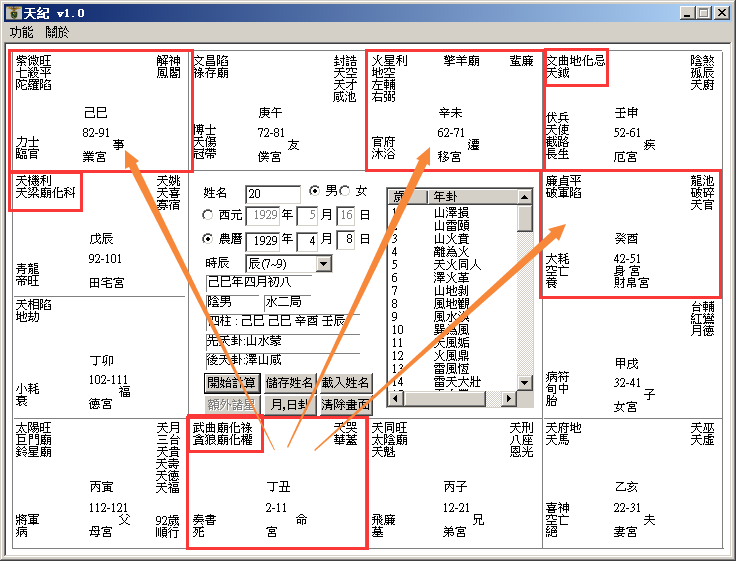 天紀 v1.0
功能 關於
紫微旺 解神
七殺平 鳳閣
陀羅陷
己巳
82-91
力士 事
臨官 業宮
文昌陷 封誥
祿存廟 天空
天才
咸池
庚午
博士 72-81
天傷 友
冠帶 僕宮
火星利 擎羊廟 蜚廉
地空
左輔
右弼
辛未
62-71
官府 遷
沐浴 移宮
文曲地化忌 陰煞
天鉞 孤辰
天廚
壬申
伏兵
天使 52-61
截路 疾
長生 厄宮
天機利 天姚
天梁廟化科 天喜
寡宿
戊辰
92-101
青龍
帝旺 田宅宮
姓名 20 男 女
西元 1929 年 5 月 16 日
農曆 1929 年 4 月 8 日
時辰 辰(7~9)
己巳年四月初八
陰男 水二局
四柱 : 己巳 己巳 辛酉 壬辰
先天卦:山水蒙
後天卦:澤山咸
開始計算 儲存姓名 載入姓名
額外諸星 月,日卦 清除畫面
歲 年卦
1 山澤損
2 山雷頤
3 山火賁
4 離為火
5 天火同人
6 澤火革
7 山地剝
8 風地觀
9 風水渙
10 巽為風
11 天風姤
12 火風鼎
13 雷風恆
14 雷天大壯
廉貞平 龍池
破軍陷 破碎
天官
癸酉
大耗 42-51
空亡 身宮
養 財帛宮
天相陷
地劫
丁卯
小耗 102-111
衰 福
德宮
台輔
紅鸞
月德
甲戌
病符 32-41
旬中 子
胎 女宮
太陽旺 天月
巨門廟 三台
鈴星廟 天貴
天壽
天德
天福
丙寅
112-121
將軍 父 92歲
病 母宮 順行
武曲廟化祿 天哭
貪狼廟化權 華蓋
丁丑
2-11
奏書 命
死 宮
天同旺 天刑
太陰廟 八座
天魁 恩光
丙子
12-21
飛廉 兄
墓 弟宮
天府地 天巫
天馬 天虛
乙亥
喜神 22-31
空亡 夫
絕 妻宮